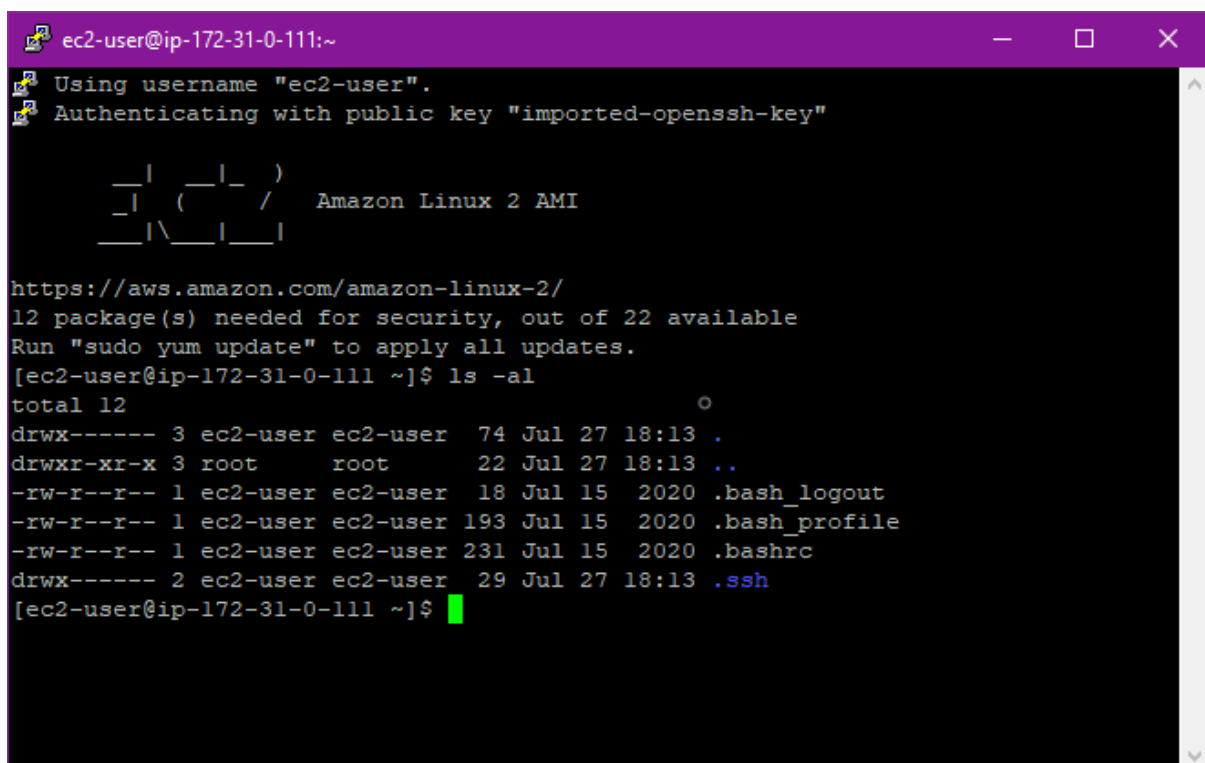 ec2-user@ip-172-31-0-111:~
Using username "ec2-user".
Authenticating with public key "imported-openssh-key"
       __|  __|_  )
       _|  (     /   Amazon Linux 2 AMI
      ___|\___|___|
https://aws.amazon.com/amazon-linux-2/
12 package(s) needed for security, out of 22 available
Run "sudo yum update" to apply all updates.
[ec2-user@ip-172-31-0-111 ~]$ ls -al
total 12
drwx------ 3 ec2-user ec2-user  74 Jul 27 18:13 .
drwxr-xr-x 3 root     root      22 Jul 27 18:13 ..
-rw-r--r-- 1 ec2-user ec2-user  18 Jul 15  2020 .bash_logout
-rw-r--r-- 1 ec2-user ec2-user 193 Jul 15  2020 .bash_profile
-rw-r--r-- 1 ec2-user ec2-user 231 Jul 15  2020 .bashrc
drwx------ 2 ec2-user ec2-user  29 Jul 27 18:13 .ssh
[ec2-user@ip-172-31-0-111 ~]$